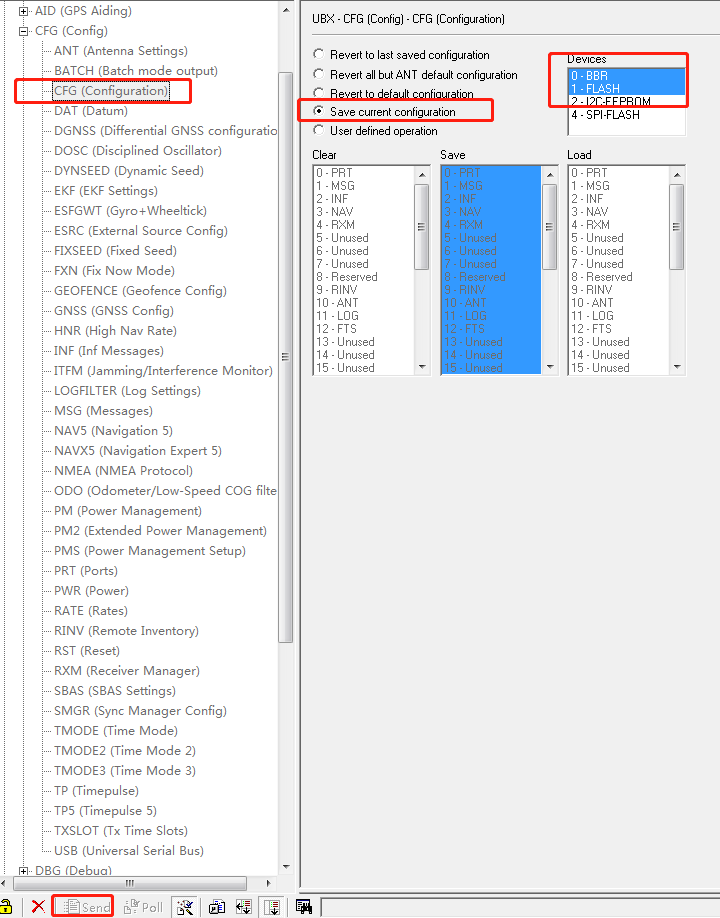 AID (GPS Aiding)
CFG (Config)
ANT (Antenna Settings)
BATCH (Batch mode output)
CFG (Configuration)
DAT (Datum)
DGNSS (Differential GNSS configuratio
DOSC (Disciplined Oscillator)
DYNSEED (Dynamic Seed)
EKF (EKF Settings)
ESFGWT (Gyro+Wheeltick)
ESRC (External Source Config)
FIXSEED (Fixed Seed)
FXN (Fix Now Mode)
GEOFENCE (Geofence Config)
GNSS (GNSS Config)
HNR (High Nav Rate)
INF (Inf Messages)
ITFM (Jamming/Interference Monitor)
LOGFILTER (Log Settings)
MSG (Messages)
NAV5 (Navigation 5)
NAVX5 (Navigation Expert 5)
NMEA (NMEA Protocol)
ODO (Odometer/Low-Speed COG filte
PM (Power Management)
PM2 (Extended Power Management)
PMS (Power Management Setup)
PRT (Ports)
PWR (Power)
RATE (Rates)
RINV (Remote Inventory)
RST (Reset)
RXM (Receiver Manager)
SBAS (SBAS Settings)
SMGR (Sync Manager Config)
TMODE (Time Mode)
TMODE2 (Time Mode 2)
TMODE3 (Time Mode 3)
TP (Timepulse)
TP5 (Timepulse 5)
TXSLOT (Tx Time Slots)
USB (Universal Serial Bus)
DBG (Debug)
Send
Poll
UBX - CFG (Config) - CFG (Configuration)
Revert to last saved configuration
Revert all but ANT default configuration
Revert to default configuration
Save current configuration
User defined operation
Devices
0 - BBR
1 - FLASH
2 - I2C-EEPROM
4 - SPI-FLASH
Clear
0 - PRT
1 - MSG
2 - INF
3 - NAV
4 - RXM
5 - Unused
6 - Unused
7 - Unused
8 - Reserved
9 - RINV
10 - ANT
11 - LOG
12 - FTS
13 - Unused
14 - Unused
15 - Unused
Save
0 - PRT
1 - MSG
2 - INF
3 - NAV
4 - RXM
5 - Unused
6 - Unused
7 - Unused
8 - Reserved
9 - RINV
10 - ANT
11 - LOG
12 - FTS
13 - Unused
14 - Unused
15 - Unused
Load
0 - PRT
1 - MSG
2 - INF
3 - NAV
4 - RXM
5 - Unused
6 - Unused
7 - Unused
8 - Reserved
9 - RINV
10 - ANT
11 - LOG
12 - FTS
13 - Unused
14 - Unused
15 - Unused